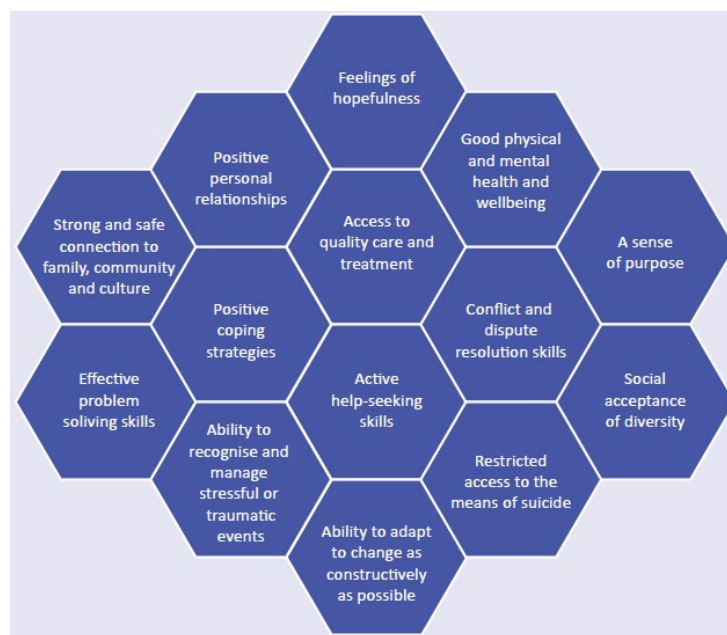 Feelings of
hopefulness
Good physical
and mental
health and
wellbeing
Positive
personal
relationships
Strong and safe
connection to
family, community
and culture
Access to
quality care and
treatment
A sense
of purpose
Positive
coping
strategies
Conflict and
dispute
resolution skills
Effective
problem
soliving skills
Active
help-seeking
skills
Social
acceptance
of diversity
Ability to
recognise and
manage
stressful or
traumatic
events
Restricted
access to the
means of suicide
Ability to adapt
to change as
constructively
as possible